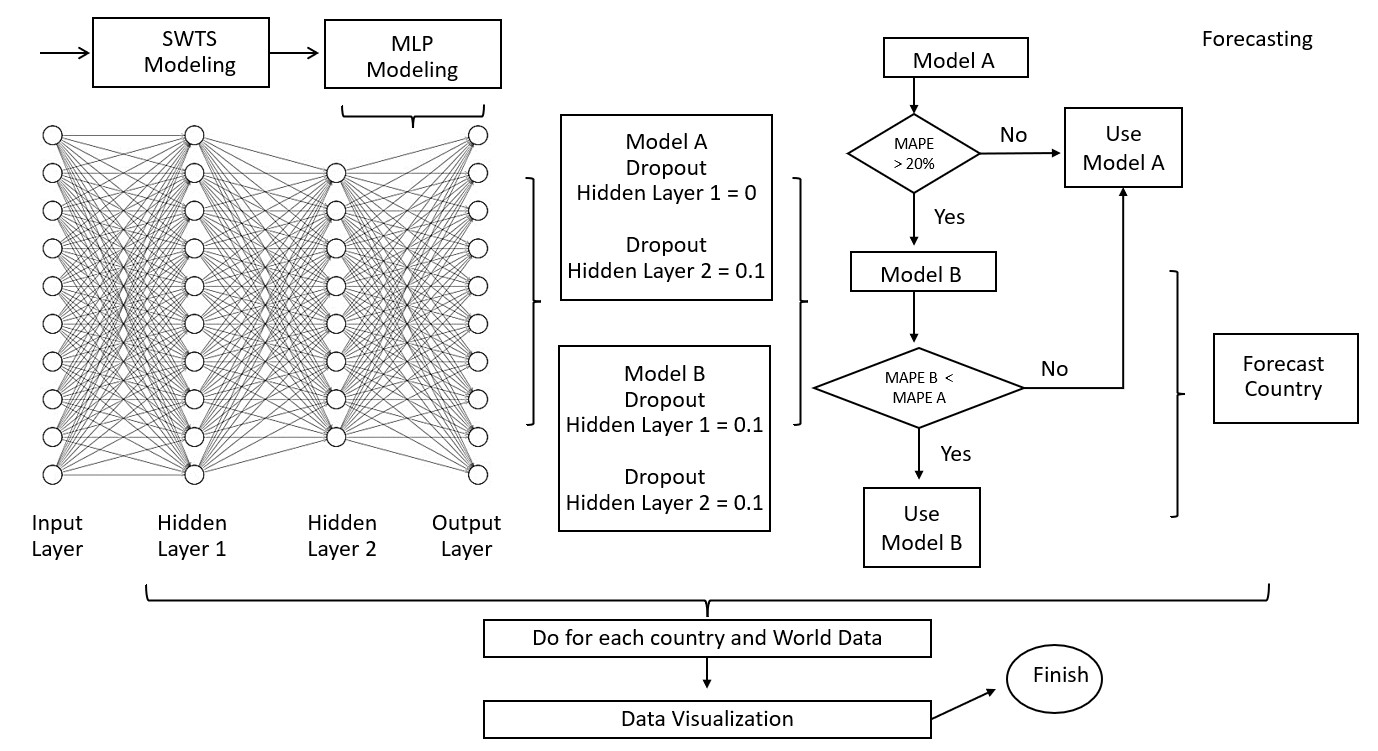 SWTS
Modeling
MLP
Modeling
Input
Layer
Hidden
Layer 1
Hidden
Layer 2
Output
Layer
Model A
Dropout
Hidden Layer 1 = 0
Dropout
Hidden Layer 2 = 0.1
Model B
Dropout
Hidden Layer 1 = 0.1
Dropout
Hidden Layer 2 = 0.1
Model A
MAPE
> 20%
No
Use
Model A
Yes
Model B
MAPE B <
MAPE A
No
Yes
Use
Model B
Forecasting
Forecast
Country
Do for each country and World Data
Data Visualization
Finish